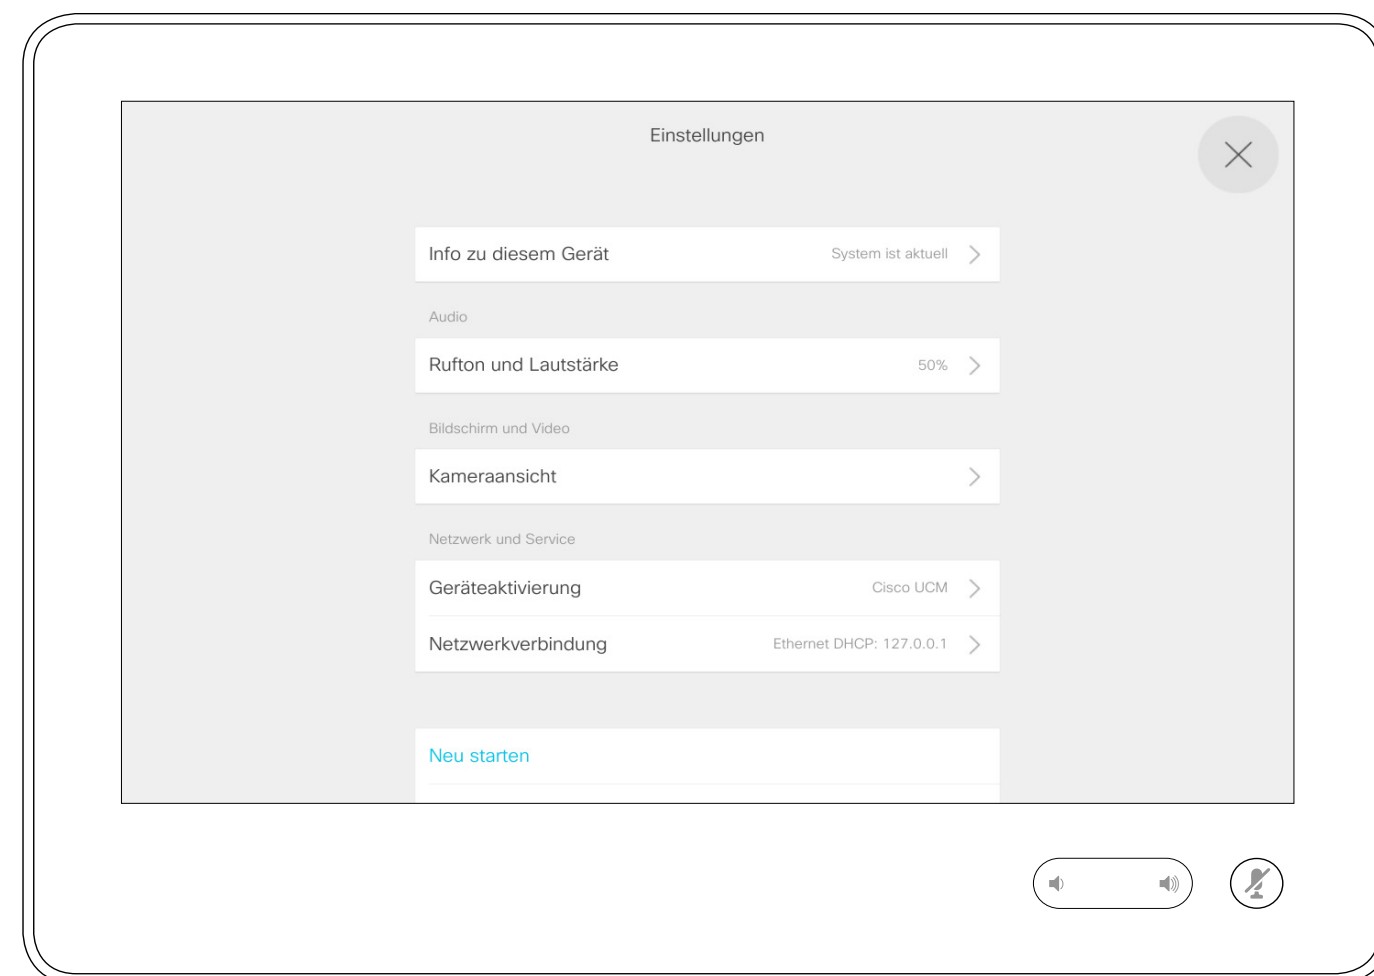 Einstellungen
Info zu diesem Gerät System ist aktuell
Audio
Rufton und Lautstärke 50%
Bildschirm und Video
Kameraansicht
Netzwerk und Service
Geräteaktivierung Cisco UCM
Netzwerkverbindung Ethernet DHCP: 127.0.0.1
Neu starten